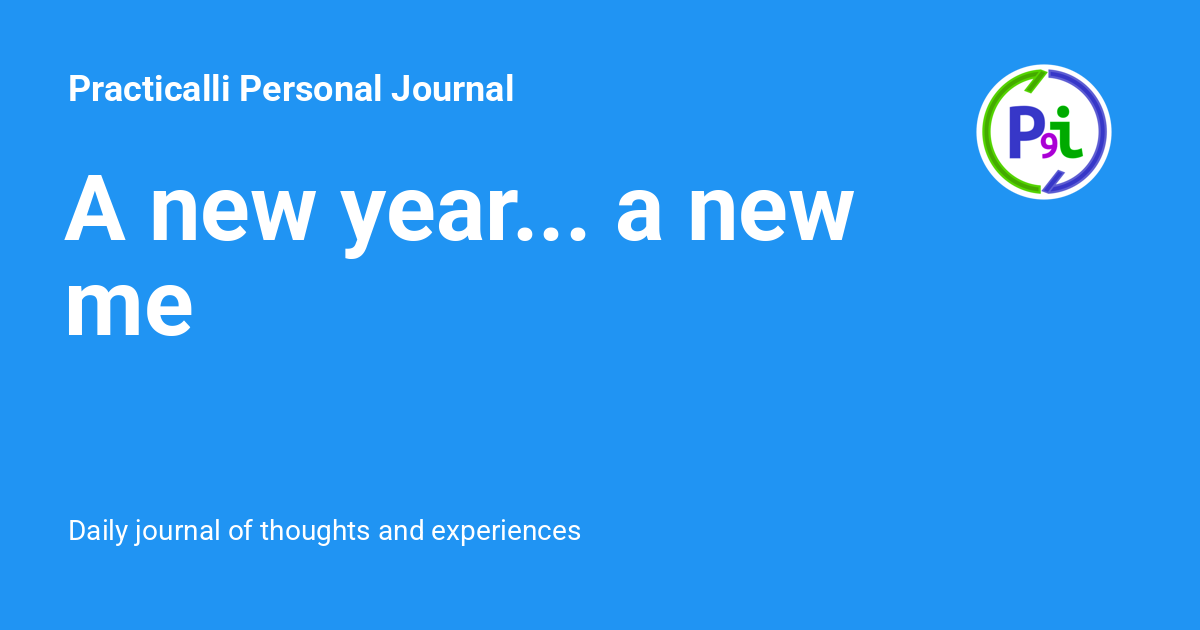 Practicalli Personal Journal
P9i
A new year... a new
me
Daily journal of thoughts and experiences